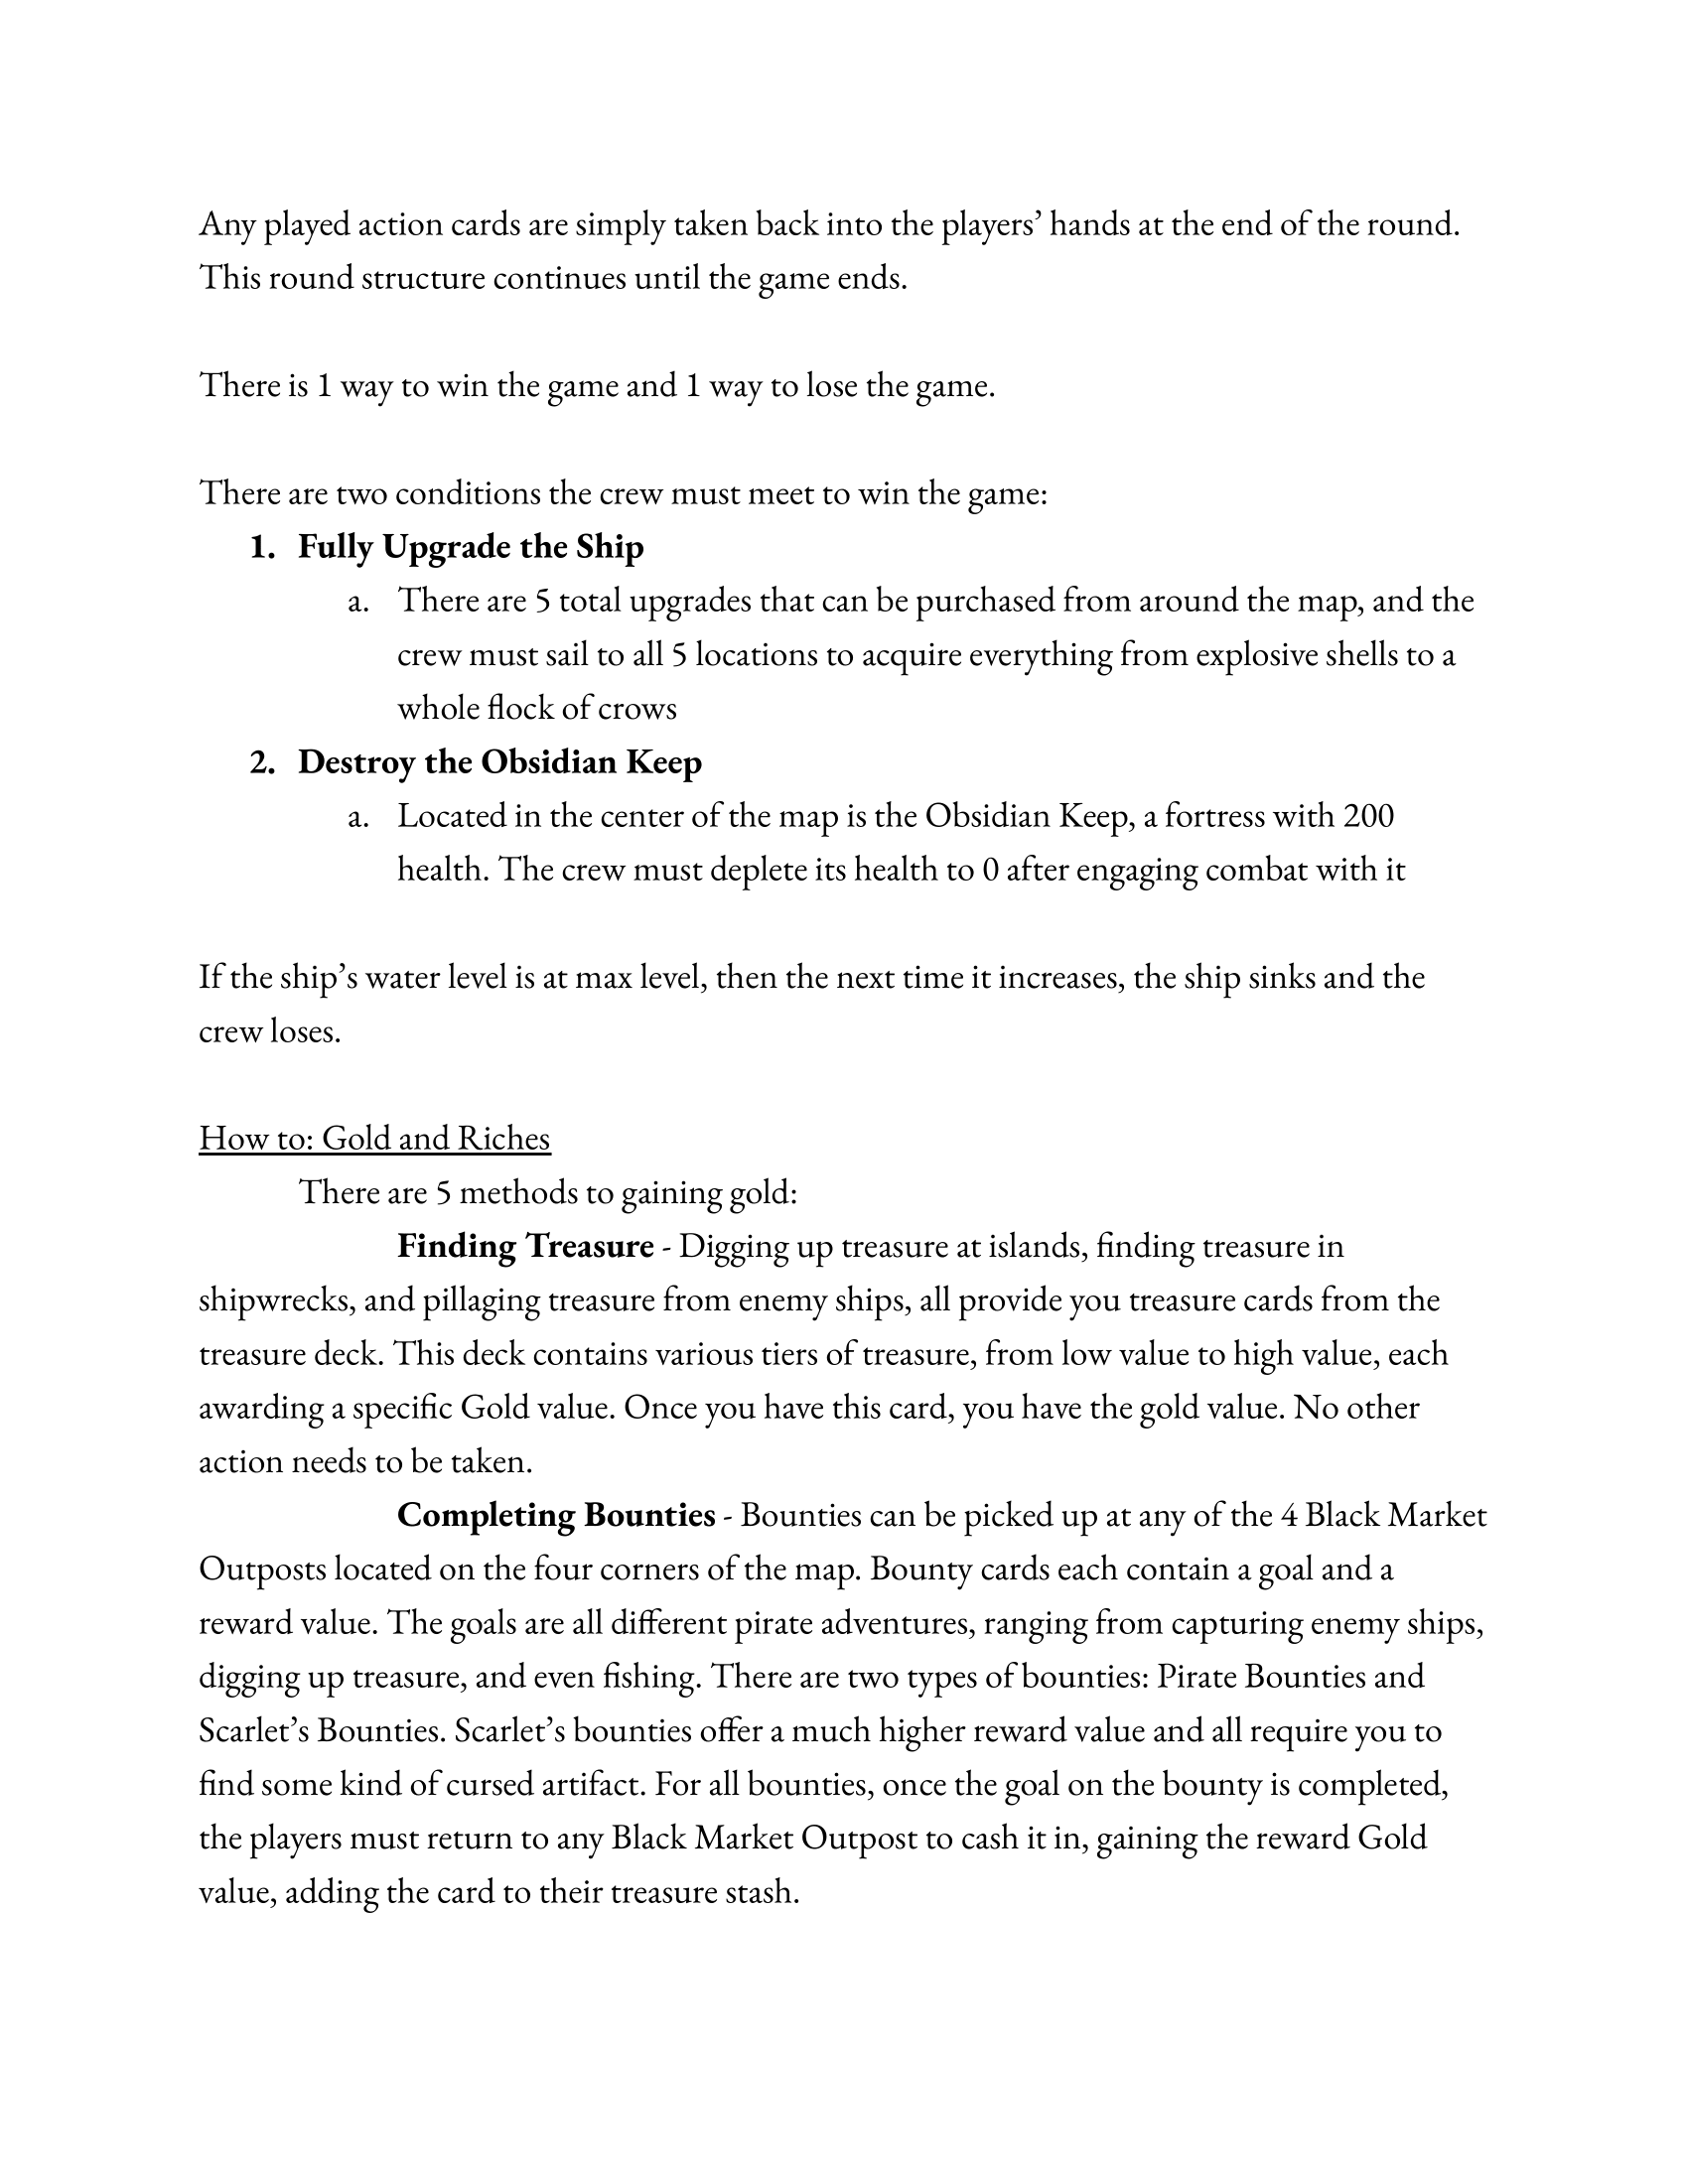 Any played action cards are simply taken back into the players’ hands at the end of the round.
This round structure continues until the game ends.
There is 1 way to win the game and 1 way to lose the game.
There are two conditions the crew must meet to win the game:
1. Fully Upgrade the Ship
a. There are 5 total upgrades that can be purchased from around the map, and the
crew must sail to all 5 locations to acquire everything from explosive shells to a
whole flock of crows
2. Destroy the Obsidian Keep
a. Located in the center of the map is the Obsidian Keep, a fortress with 200
health. The crew must deplete its health to 0 after engaging combat with it
If the ship’s water level is at max level, then the next time it increases, the ship sinks and the
crew loses.
How to: Gold and Riches
There are 5 methods to gaining gold:
Finding Treasure - Digging up treasure at islands, finding treasure in
shipwrecks, and pillaging treasure from enemy ships, all provide you treasure cards from the
treasure deck. This deck contains various tiers of treasure, from low value to high value, each
awarding a specific Gold value. Once you have this card, you have the gold value. No other
action needs to be taken.
Completing Bounties - Bounties can be picked up at any of the 4 Black Market
Outposts located on the four corners of the map. Bounty cards each contain a goal and a
reward value. The goals are all different pirate adventures, ranging from capturing enemy ships,
digging up treasure, and even fishing. There are two types of bounties: Pirate Bounties and
Scarlet’s Bounties. Scarlet’s bounties offer a much higher reward value and all require you to
find some kind of cursed artifact. For all bounties, once the goal on the bounty is completed,
the players must return to any Black Market Outpost to cash it in, gaining the reward Gold
value, adding the card to their treasure stash.